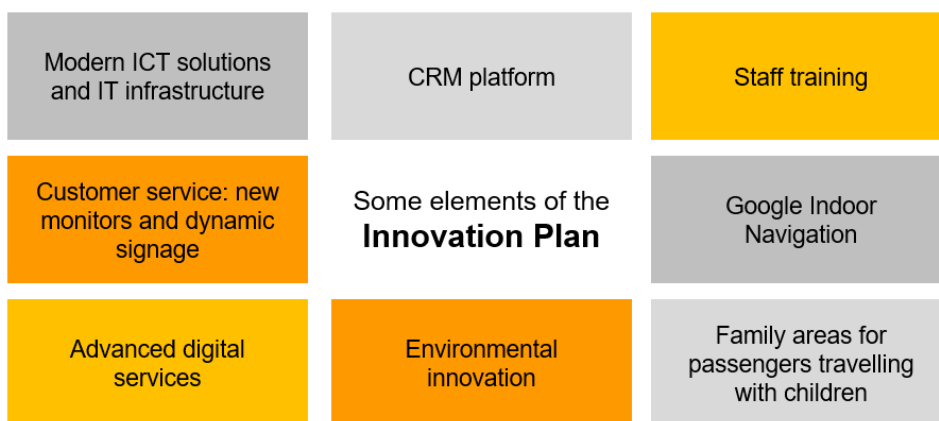 Modern ICT solutions
and IT infrastructure
CRM platform
Staff training
Customer service: new
monitors and dynamic
signage
Some elements of the
Innovation Plan
Google Indoor
Navigation
Advanced digital
services
Environmental
innovation
Family areas for
passengers travelling
with children